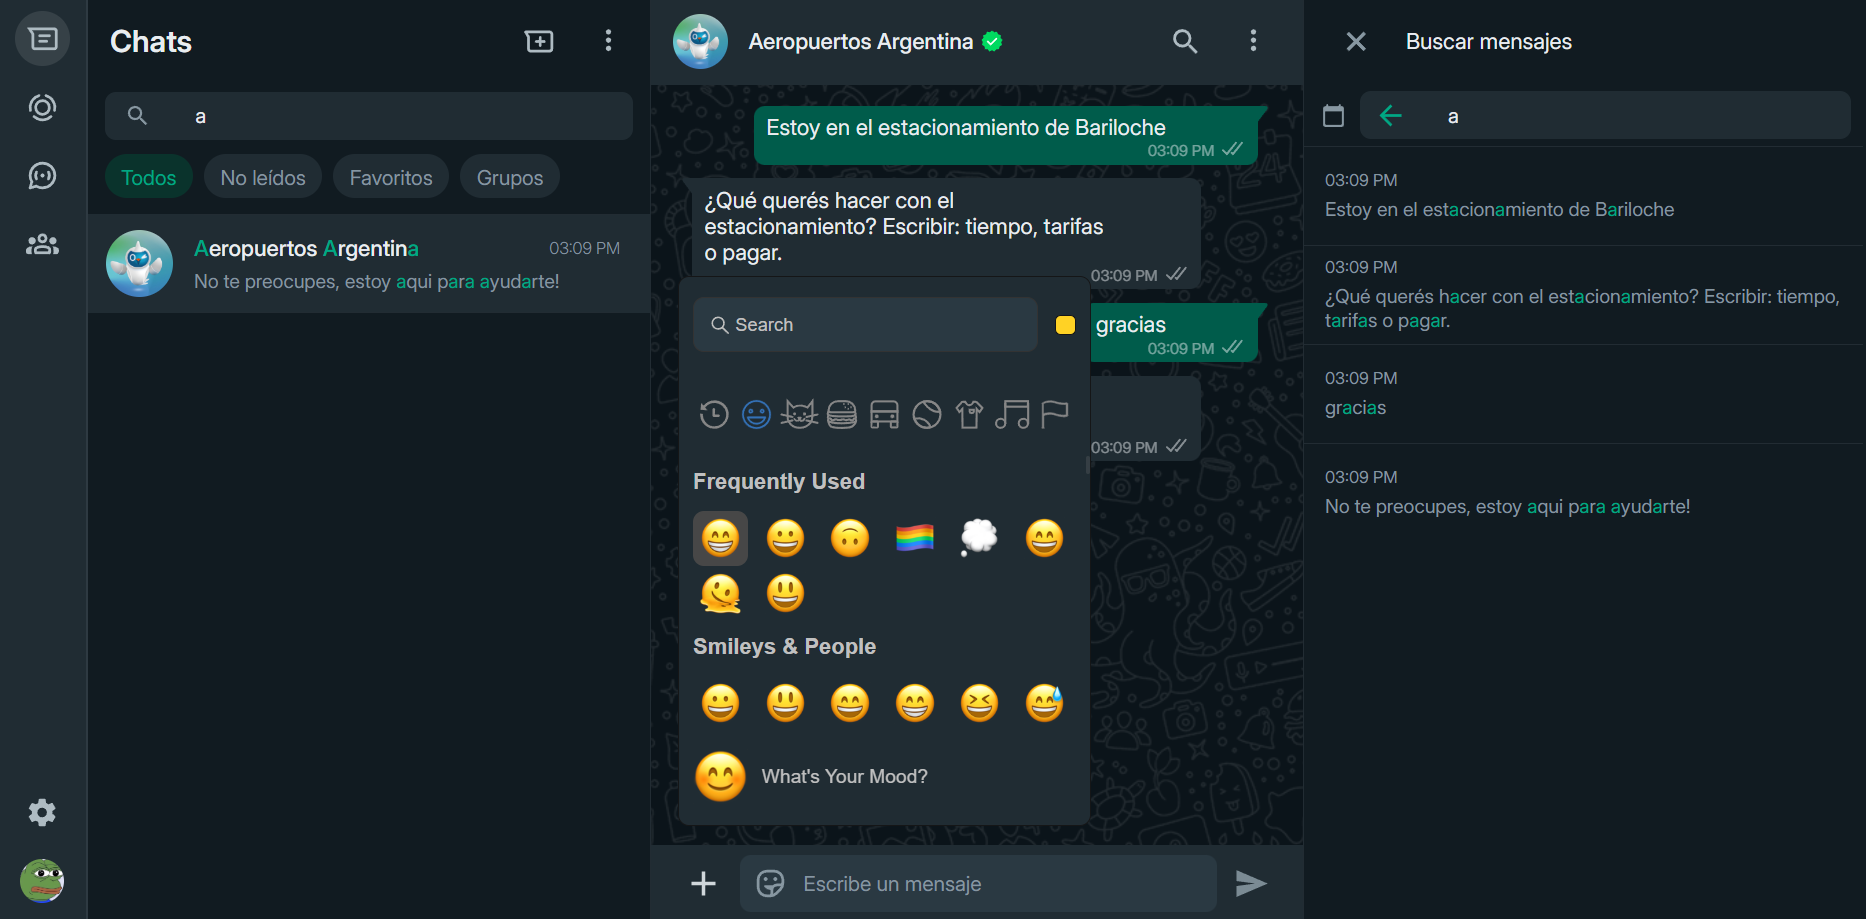 Chats
a
Todos
No leídos
Favoritos
Grupos
Aeropuertos Argentina
03:09 PM
No te preocupes, estoy aqui para ayudarte!
Aeropuertos Argentina
Estoy en el estacionamiento de Bariloche
03:09 PM
¿Qué querés hacer con el
estacionamiento? Escribir: tiempo, tarifas
o pagar.
03:09 PM
gracias
03:09 PM
03:09 PM
Search
Frequently Used
Smileys & People
What's Your Mood?
Escribe un mensaje
Buscar mensajes
a
03:09 PM
Estoy en el estacionamiento de Bariloche
03:09 PM
¿Qué querés hacer con el estacionamiento? Escribir: tiempo,
tarifas o pagar.
03:09 PM
gracias
03:09 PM
No te preocupes, estoy aqui para ayudarte!